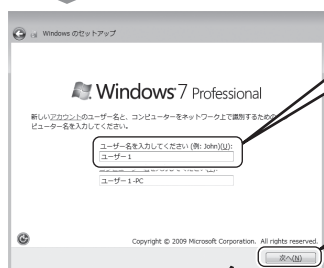 Windows のセットアップ
Windows 7 Professional
新しいアカウントのユーザー名と、コンピューターをネットワーク上で識別するための
ピューター名を入力してください。
ユーザー名を入力してください (例: John)(U):
ユーザー1
ユーザー1-PC
Copyright © 2009 Microsoft Corporation. All rights reserved.
次へ(N)